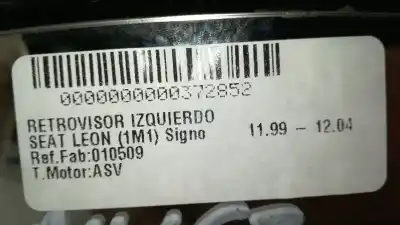 0000000000372852
RETROVISOR IZQUIERDO
SEAT LEON (1M1) Signo 11.99 - 12.04
Ref.Fab:010509
T.Motor:ASV